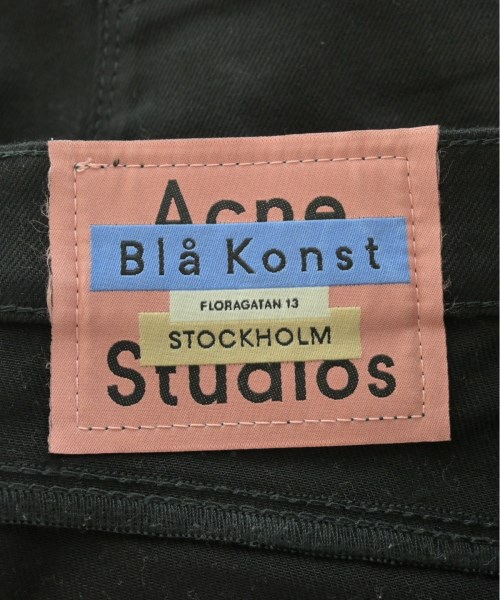 Acne
Blå Konst
FLORAGATAN 13
STOCKHOLM
Studios